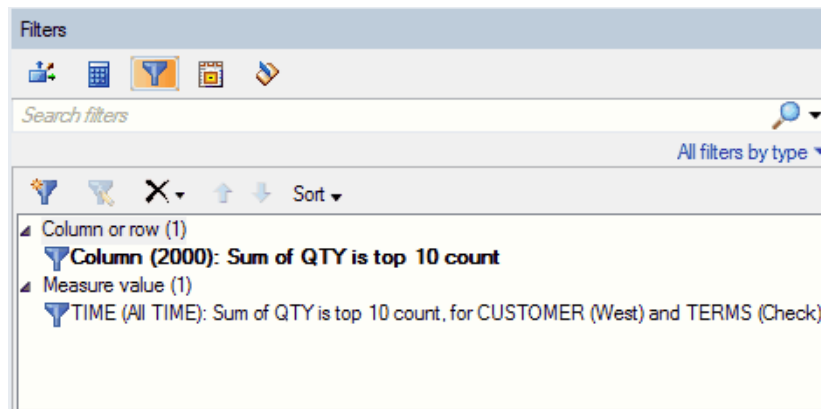 Filters
Search filters
All filters by type
Sort
Column or row (1)
Column (2000): Sum of QTY is top 10 count
Measure value (1)
TIME (All TIME): Sum of QTY is top 10 count, for CUSTOMER (West) and TERMS (Check)